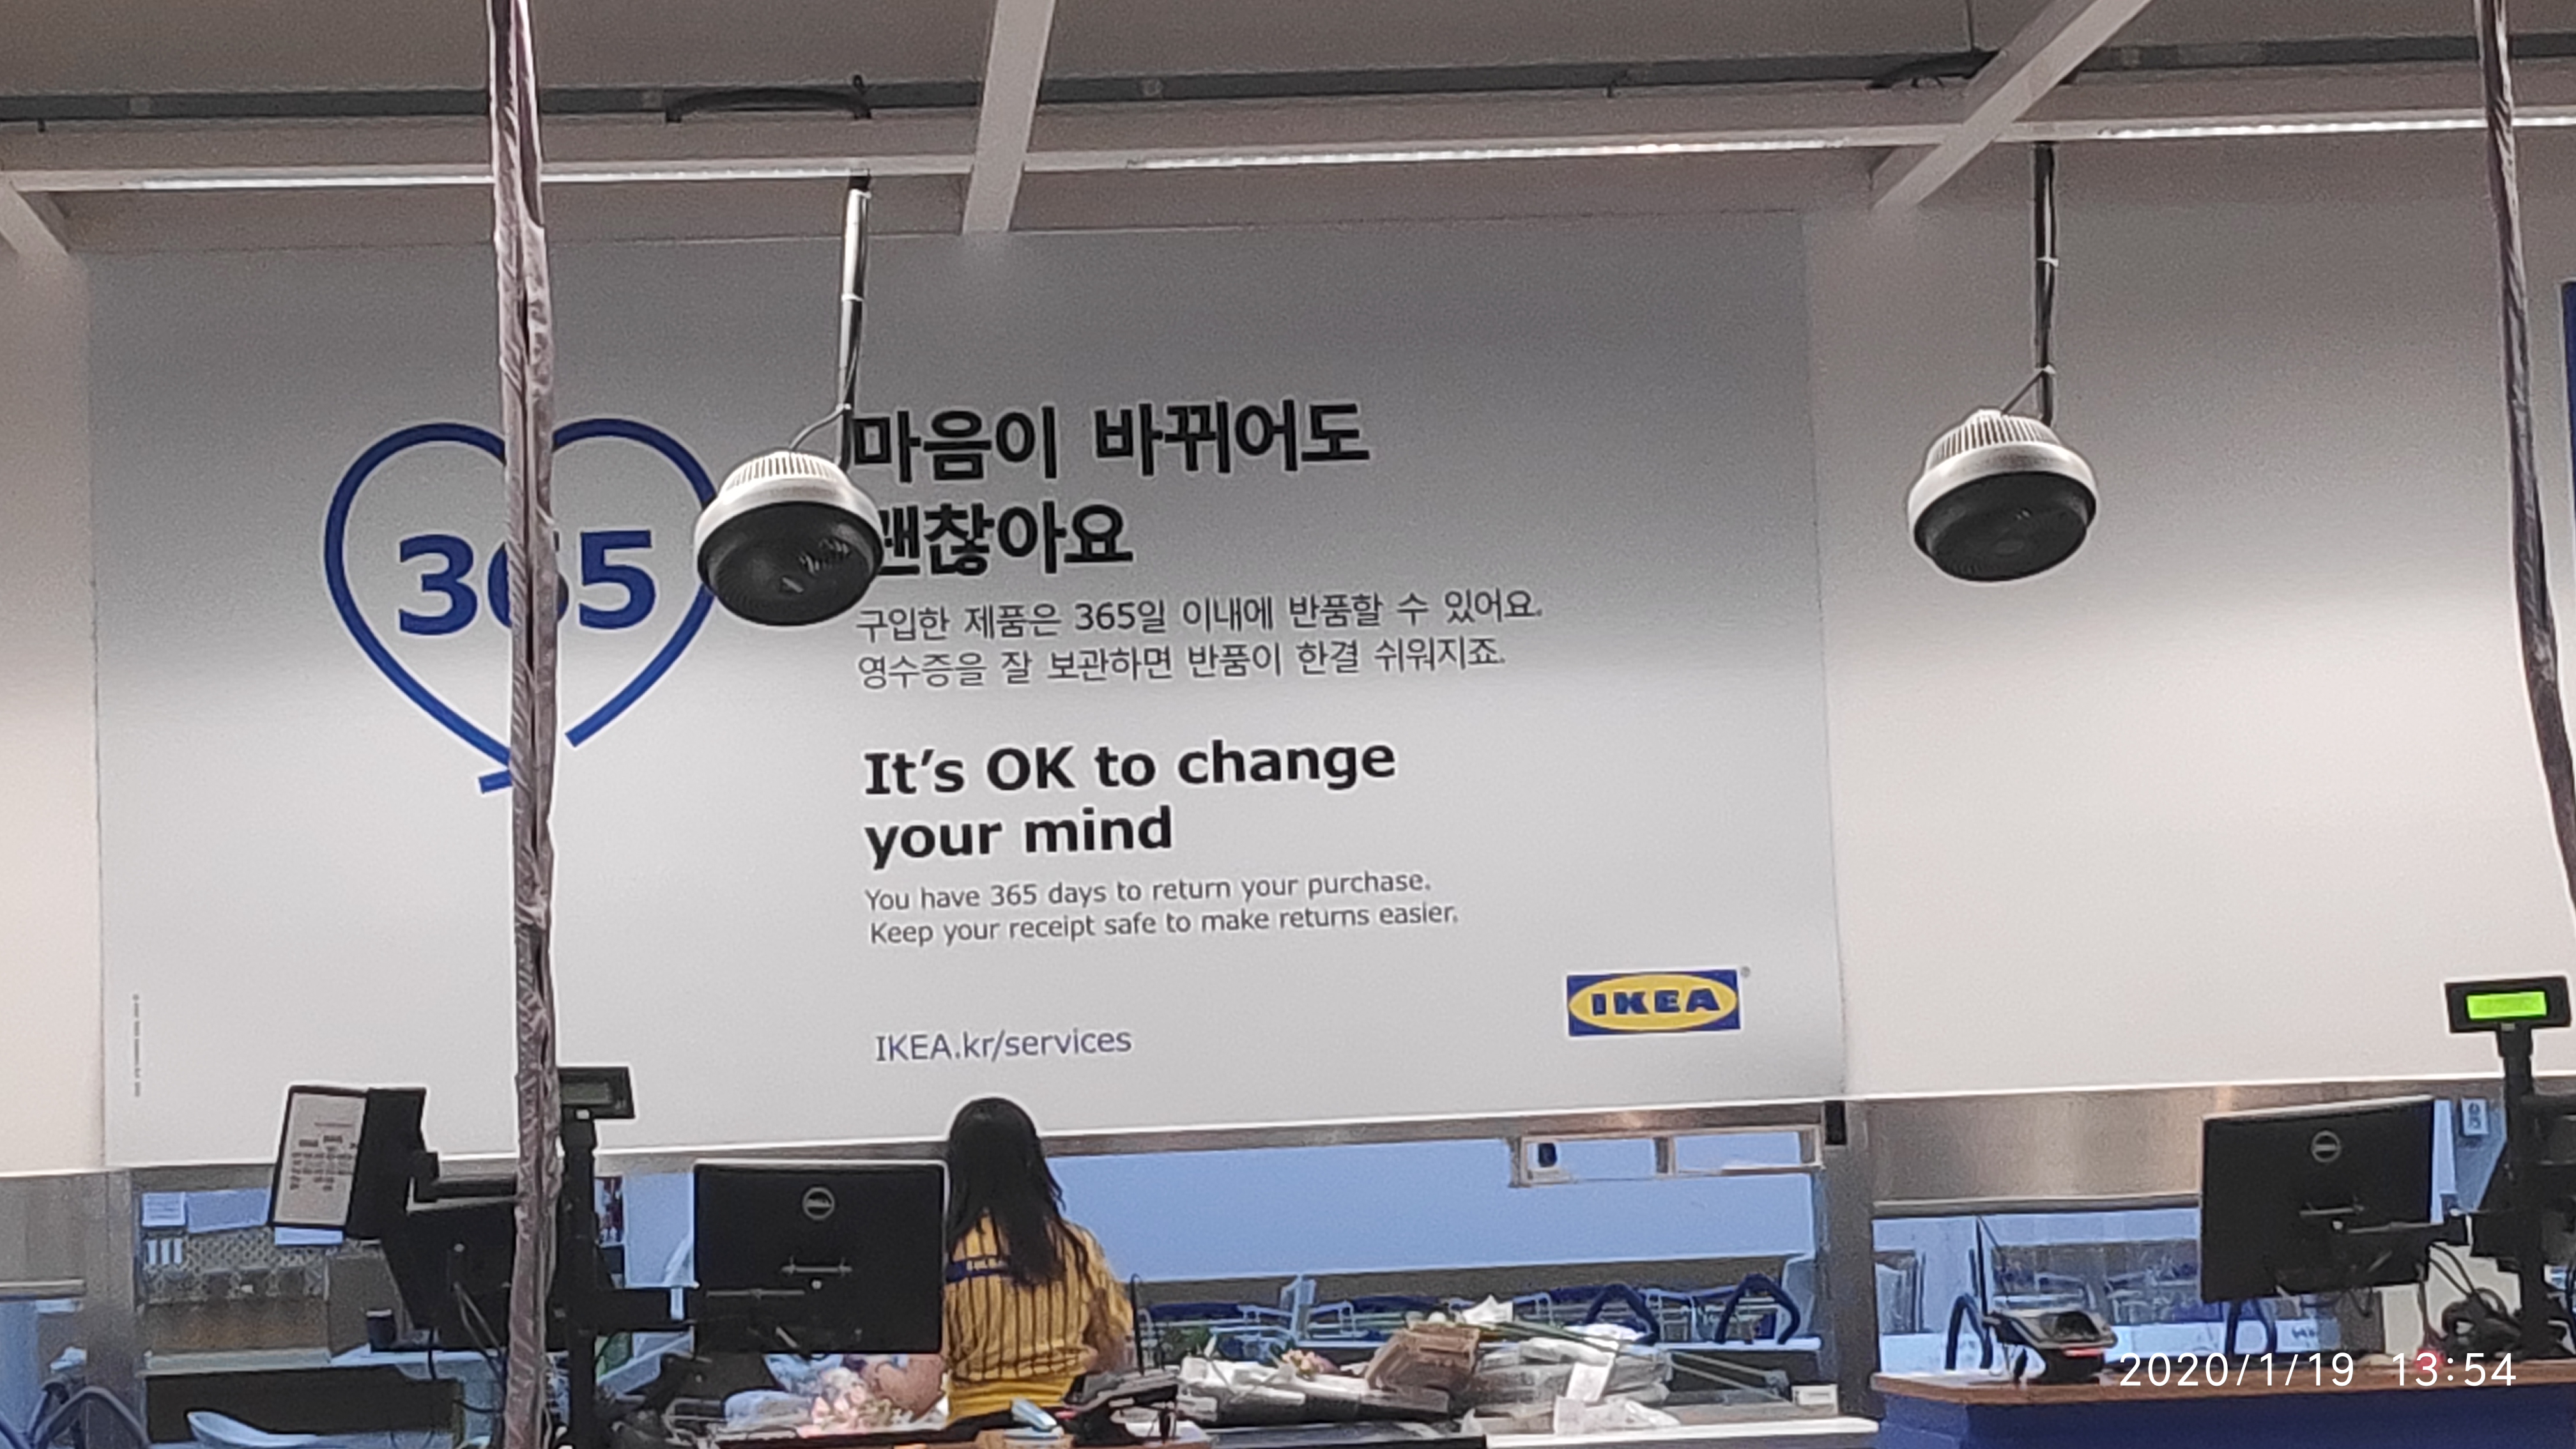 365
마음이 바뀌어도
괜찮아요
구입한 제품은 365일 이내에 반품할 수 있어요.
영수증을 잘 보관하면 반품이 한결 쉬워지죠.
It's OK to change
your mind
You have 365 days to return your purchase.
Keep your receipt safe to make returns easier.
IKEA.kr/services
IKEA
2020/1/19 13:54